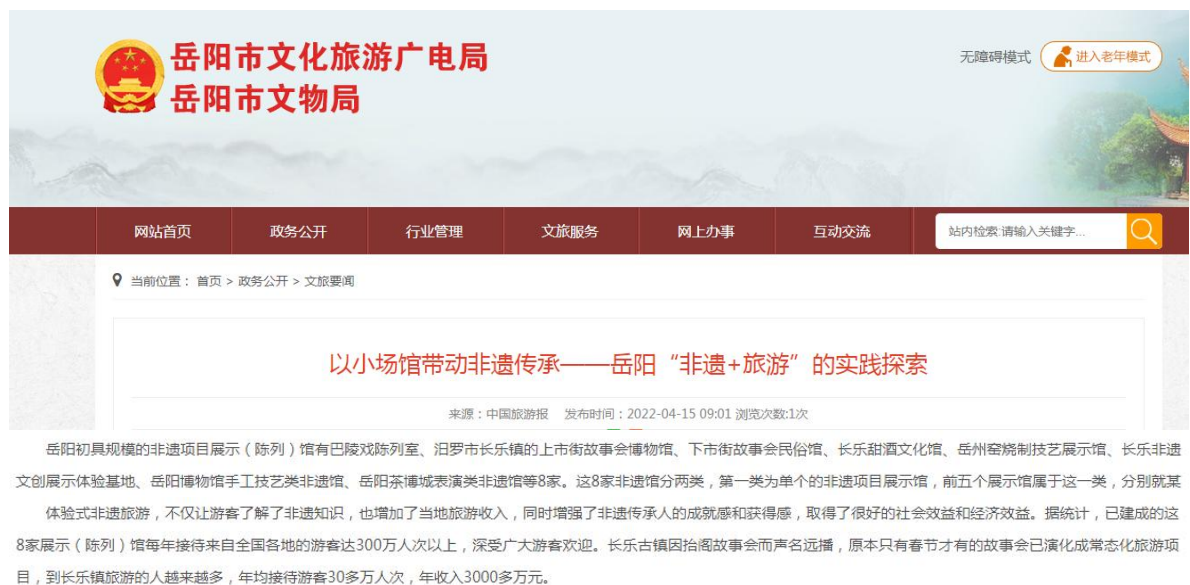 岳阳市文化旅游广电局
岳阳市文物局
无障碍模式
进入老年模式
网站首页 政务公开 行业管理 文旅服务 网上办事 互动交流 站内检索:请输入关键字...
当前位置： 首页 > 政务公开 > 文旅要闻
以小场馆带动非遗传承——岳阳“非遗+旅游”的实践探索
来源：中国旅游报 发布时间：2022-04-15 09:01 浏览次数:1次
岳阳初具规模的非遗项目展示（陈列）馆有巴陵戏陈列室、汨罗市长乐镇的上市街故事会博物馆、下市街故事会民俗馆、长乐甜酒文化馆、岳州窑烧制技艺展示馆、长乐非遗
文创展示体验基地、岳阳博物馆手工技艺类非遗馆、岳阳茶博城表演类非遗馆等8家。这8家非遗馆分两类，第一类为单个的非遗项目展示馆，前五个展示馆属于这一类，分别就某
体验式非遗旅游，不仅让游客了解了非遗知识，也增加了当地旅游收入，同时增强了非遗传承人的成就感和获得感，取得了很好的社会效益和经济效益。据统计，已建成的这
8家展示（陈列）馆每年接待来自全国各地的游客达300万人次以上，深受广大游客欢迎。长乐古镇因抬阁故事会而声名远播，原本只有春节才有的故事会已演化成常态化旅游项
目，到长乐镇旅游的人越来越多，年均接待游客30多万人次，年收入3000多万元。